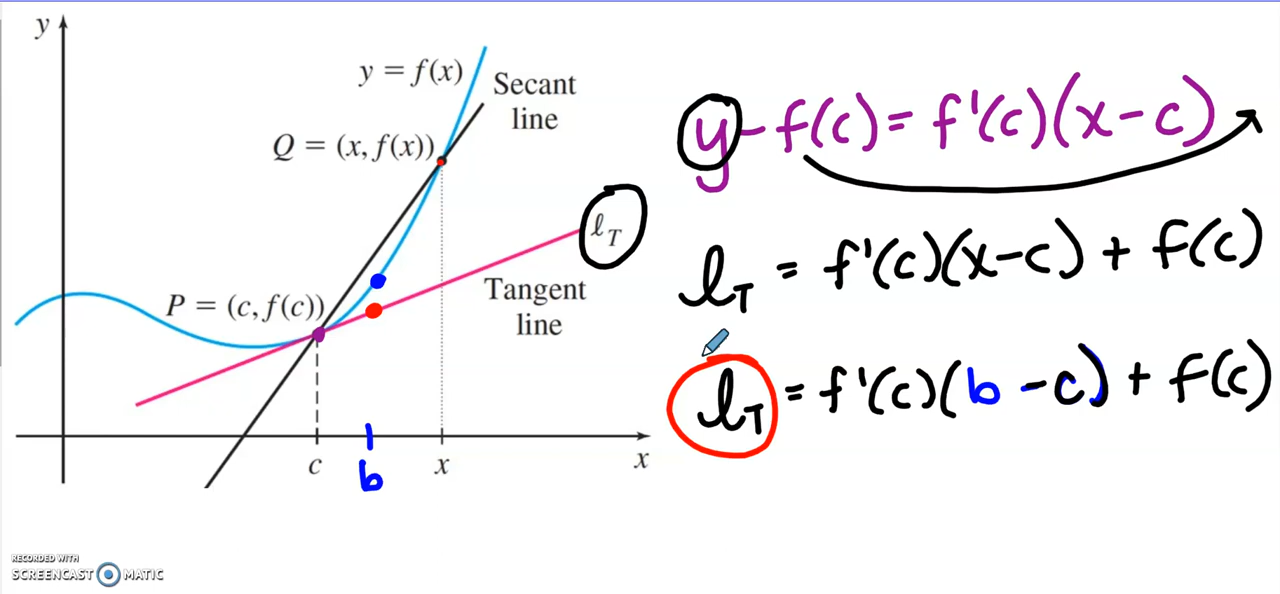 y
y = f(x)
Secant
line
Q = (x, f(x))
ℓT
P = (c, f(c))
Tangent
line
c
b
x
x
y - f(c) = f'(c)(x - c)
ℓT = f'(c)(x - c) + f(c)
ℓT = f'(c)(b - c) + f(c)
RECORDED WITH
SCREENCAST MATIC